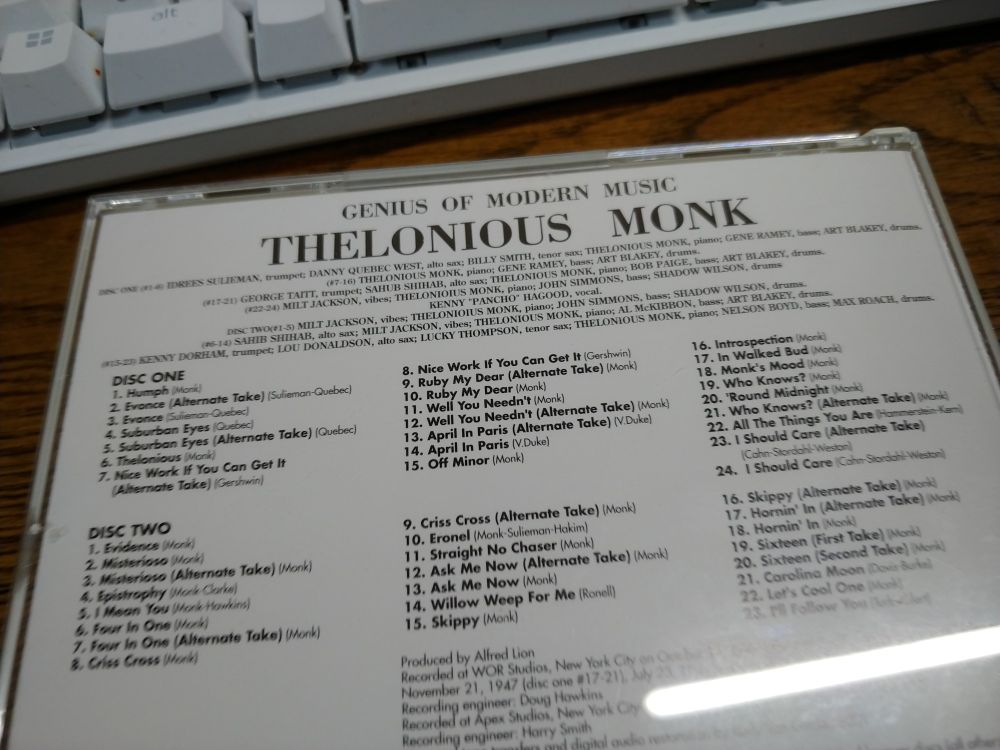 alt
GENIUS OF MODERN MUSIC
THELONIOUS MONK
DISC ONE (#1-6) IDREES SULIEMAN, trumpet; DANNY QUEBEC WEST, alto sax; BILLY SMITH, tenor sax; THELONIOUS MONK, piano; GENE RAMEY, bass; ART BLAKEY, drums.
(#7-16) THELONIOUS MONK, piano; GENE RAMEY, bass; ART BLAKEY, drums.
(#17-21) GEORGE TAITT, trumpet; SAHUB SHIHAB, alto sax; THELONIOUS MONK, piano; BOB PAIGE, bass; ART BLAKEY, drums.
(#22-24) MILT JACKSON, vibes; THELONIOIUS MONK, piano; JOHN SIMMONS, bass; SHADOW WILSON, drums
KENNY "PANCHO" HAGOOD, vocal.
DISC TWO(#1-5) MILT JACKSON, vibes; THELONIOIUS MONK, piano; JOHN SIMMONS, bass; SHADOW WILSON, drums.
(#6-14) SAHIB SHIHAB, alto sax; MILT JACKSON, vibes; THELONIOUS MONK, piano; AL McKIBBON, bass; ART BLAKEY, drums.
(#15-23) KENNY DORHAM, trumpet; LOU DONALDSON, alto sax; LUCKY THOMPSON, tenor sax; THELONIOUS MONK, piano; NELSON BOYD, bass; MAX ROACH, drums.
DISC ONE
1. Humph (Monk)
2. Evonce (Alternate Take) (Sulieman-Quebec)
3. Evonce (Sulieman-Quebec)
4. Suburban Eyes (Quebec)
5. Suburban Eyes (Alternate Take) (Quebec)
6. Thelonious (Monk)
7. Nice Work If You Can Get It
(Alternate Take) (Gershwin)
8. Nice Work If You Can Get It (Gershwin)
9. Ruby My Dear (Alternate Take) (Monk)
10. Ruby My Dear (Monk)
11. Well You Needn't (Monk)
12. Well You Needn't (Alternate Take) (Monk)
13. April In Paris (Alternate Take) (V.Duke)
14. April In Paris (V.Duke)
15. Off Minor (Monk)
16. Introspection (Monk)
17. In Walked Bud (Monk)
18. Monk's Mood (Monk)
19. Who Knows? (Monk)
20. 'Round Midnight (Monk)
21. Who Knows? (Alternate Take) (Monk)
22. All The Things You Are (Hammerstein-Kern)
23. I Should Care (Alternate Take)
(Cahn-Stordahl-Weston)
24. I Should Care (Cahn-Stordahl-Weston)
DISC TWO
1. Evidence (Monk)
2. Misterioso (Monk)
3. Misterioso (Alternate Take) (Monk)
4. Epistrophy (Monk-Clarke)
5. I Mean You (Monk-Hawkins)
6. Four In One (Monk)
7. Four In One (Alternate Take) (Monk)
8. Criss Cross (Monk)
9. Criss Cross (Alternate Take) (Monk)
10. Eronel (Monk-Sulieman-Hakim)
11. Straight No Chaser (Monk)
12. Ask Me Now (Alternate Take) (Monk)
13. Ask Me Now (Monk)
14. Willow Weep For Me (Ronell)
15. Skippy (Monk)
16. Skippy (Alternate Take) (Monk)
17. Hornin' In (Alternate Take) (Monk)
18. Hornin' In (Monk)
19. Sixteen (First Take) (Monk)
20. Sixteen (Second Take) (Monk)
21. Carolina Moon (Davis-Burke)
22. Let's Cool One (Monk)
23. I'll Follow You
Produced by Alfred Lion
Recorded at WOR Studios, New York City on October
November 21, 1947 (disc one #17-21), July 23,
Recording engineer: Doug Hawkins
Recorded at Apex Studios, New York City
Recording engineer: Harry Smith
transfers and digital audio restoration by